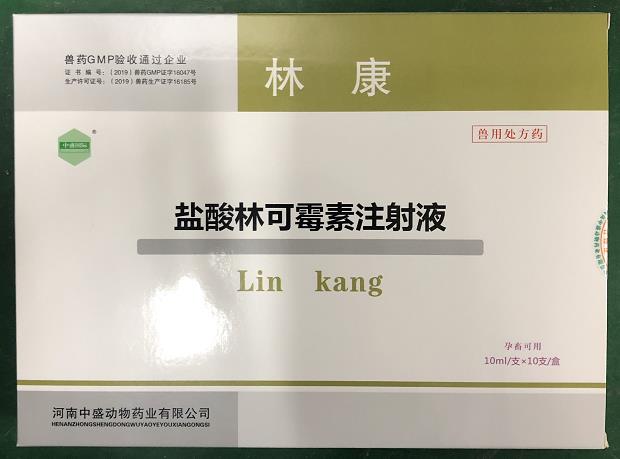 兽药GMP验收通过企业
证 书 编 号：（2019）兽药GMP证字16047号
生产许可证号：（2019）兽药生产证字16185号
林 康
中盛国际
®
兽用处方药
盐酸林可霉素注射液
Lin kang
孕畜可用
10ml/支×10支/盒
河南中盛动物药业有限公司
HENANZHONGSHENGDONGWUYAOYEYOUXIANGONGSI